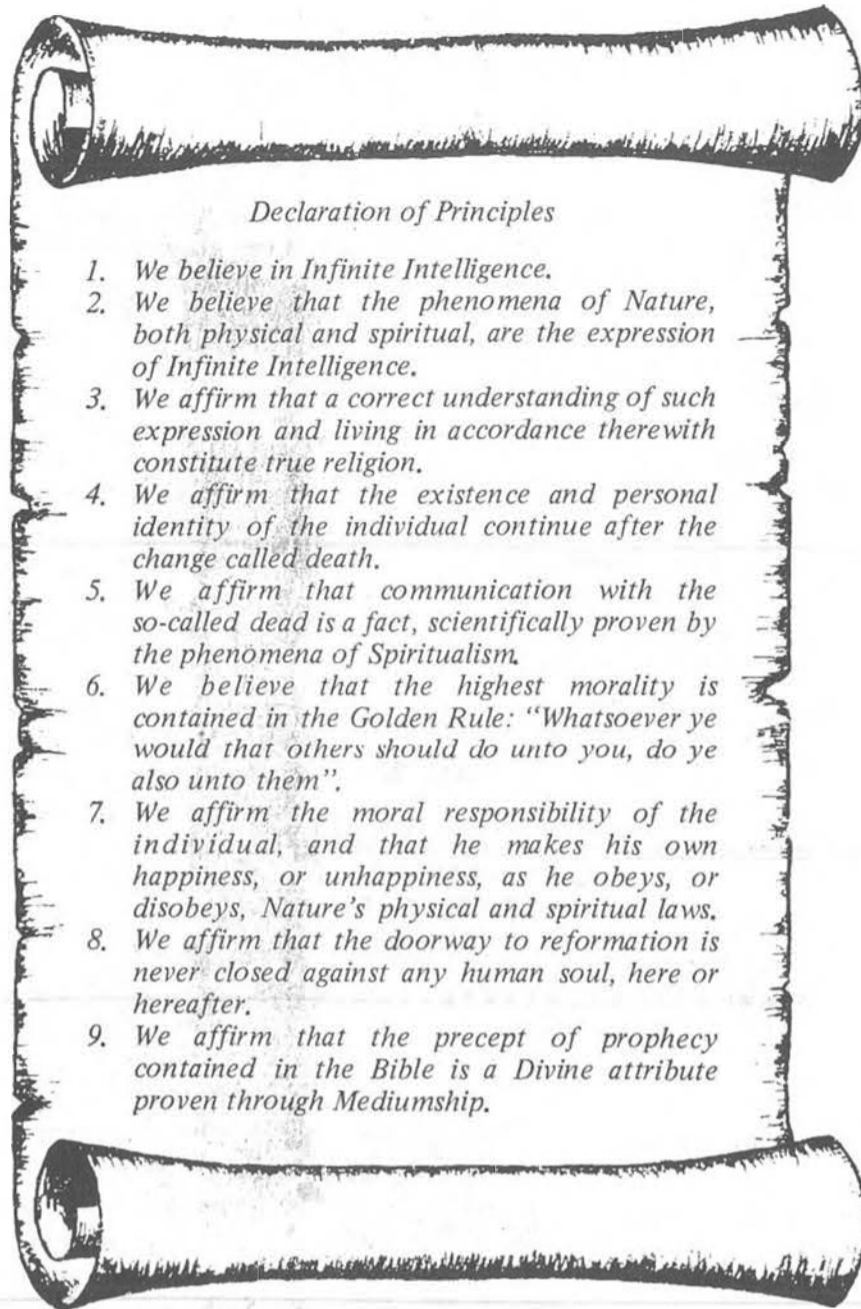 Declaration of Principles
1. We believe in Infinite Intelligence.
2. We believe that the phenomena of Nature,
both physical and spiritual, are the expression
of Infinite Intelligence.
3. We affirm that a correct understanding of such
expression and living in accordance therewith
constitute true religion.
4. We affirm that the existence and personal
identity of the individual continue after the
change called death.
5. We affirm that communication with the
so-called dead is a fact, scientifically proven by
the phenomena of Spiritualism.
6. We believe that the highest morality is
contained in the Golden Rule: “Whatsoever ye
would that others should do unto you, do ye
also unto them”.
7. We affirm the moral responsibility of the
individual, and that he makes his own
happiness, or unhappiness, as he obeys, or
disobeys, Nature's physical and spiritual laws.
8. We affirm that the doorway to reformation is
never closed against any human soul, here or
hereafter.
9. We affirm that the precept of prophecy
contained in the Bible is a Divine attribute
proven through Mediumship.